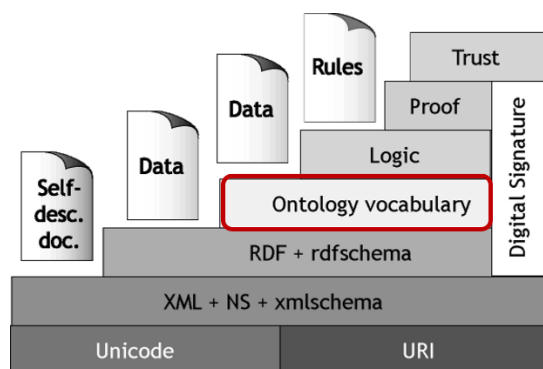 Trust
Rules
Proof
Data
Logic
Data
Digital Signature
Self-
desc.
doc.
Ontology vocabulary
RDF + rdfschema
XML + NS + xmlschema
Unicode
URI